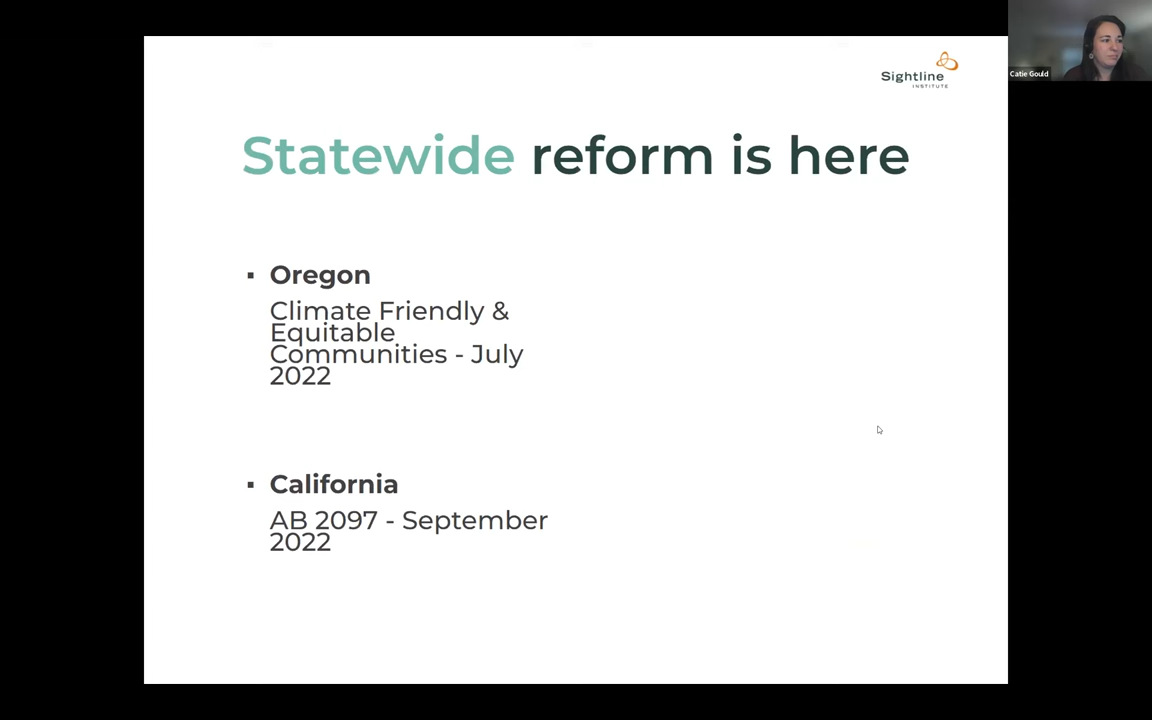 Catie Gould
Sightline
INSTITUTE
Statewide reform is here
▪ Oregon
Climate Friendly &
Equitable
Communities - July
2022
▪ California
AB 2097 - September
2022